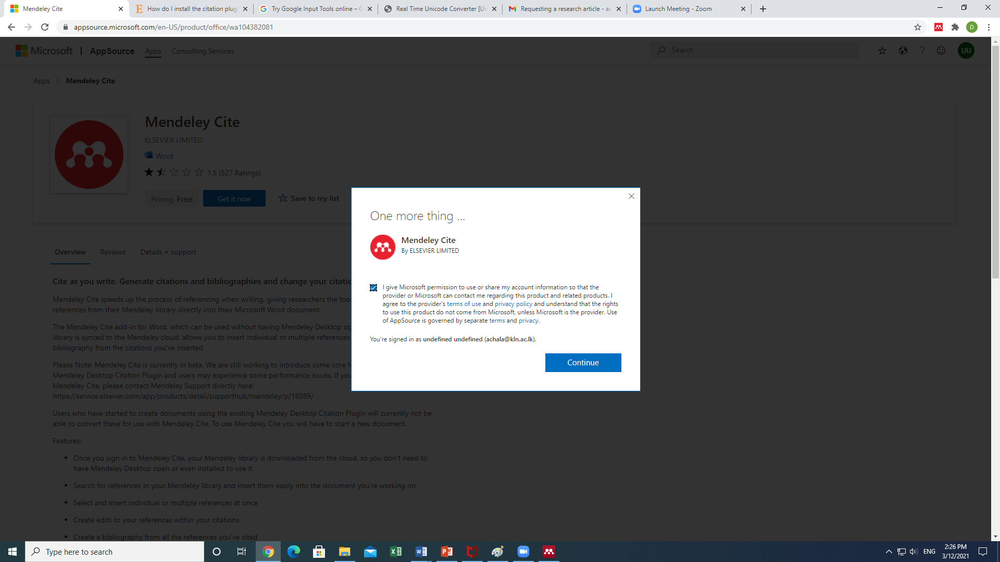 Mendeley Cite
How do I install the citation plug
Try Google Input Tools online – G
Real Time Unicode Converter [Un
Requesting a research article - ac
Launch Meeting - Zoom
appsource.microsoft.com/en-US/product/office/wa104382081
D
Microsoft | AppSource Apps Consulting Services
Search
UU
Apps > Mendeley Cite
Mendeley Cite
ELSEVIER LIMITED
Word
1.5 (527 Ratings)
Pricing Free
Get it now
Save to my list
Overview Reviews Details + support
Cite as you write. Generate citations and bibliographies and change your citatic
Mendeley Cite speeds up the process of referencing when writing, giving researchers the too
references from their Mendeley library directly into their Microsoft Word document.
The Mendeley Cite add-in for Word, which can be used without having Mendeley Desktop op
library is synced to the Mendeley cloud, allows you to insert individual or multiple references
bibliography from the citations you've inserted.
Please Note: Mendeley Cite is currently in beta. We are still working to introduce some core f
Mendeley Desktop Citation Plugin and users may experience some performance issues. If you
Mendeley Cite, please contact Mendeley Support directly here:
https://service.elsevier.com/app/products/detail/supporthub/mendeley/p/16089/
Users who have started to create documents using the existing Mendeley Desktop Citation Plugin will currently not be
able to convert these for use with Mendeley Cite. To use Mendeley Cite you will have to start a new document.
Features:
• Once you sign in to Mendeley Cite, your Mendeley library is downloaded from the cloud, so you don't need to
have Mendeley Desktop open or even installed to use it
• Search for references in your Mendeley library and insert them easily into the document you're working on
• Select and insert individual or multiple references at once
• Create edits to your references within your citations
• Create a bibliography from all the references you've cited
One more thing ...
Mendeley Cite
By ELSEVIER LIMITED
I give Microsoft permission to use or share my account information so that the
provider or Microsoft can contact me regarding this product and related products. I
agree to the provider's terms of use and privacy policy and understand that the rights
to use this product do not come from Microsoft, unless Microsoft is the provider. Use
of AppSource is governed by separate terms and privacy.
You're signed in as undefined undefined (achala@kln.ac.lk).
Continue
Type here to search
ENG
2:26 PM
3/12/2021